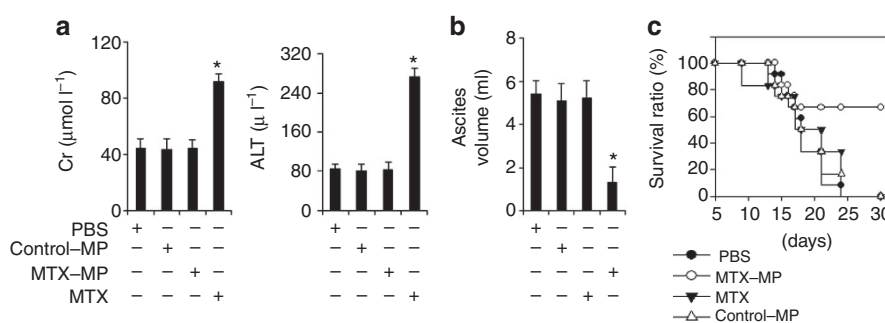 a
b
c
Cr (μmol l⁻¹)
120
80
40
0
*
ALT (μ l⁻¹)
320
240
160
80
0
*
Ascites volume (ml)
8
6
4
2
0
*
Survival ratio (%)
100
80
60
40
20
0
5 10 15 20 25 30
(days)
PBS + – – – + – – – + – – –
Control–MP – + – – – + – – – + – –
MTX–MP – – + – – – + – – – – +
MTX – – – + – – – + – – + –
PBS
MTX–MP
MTX
Control–MP